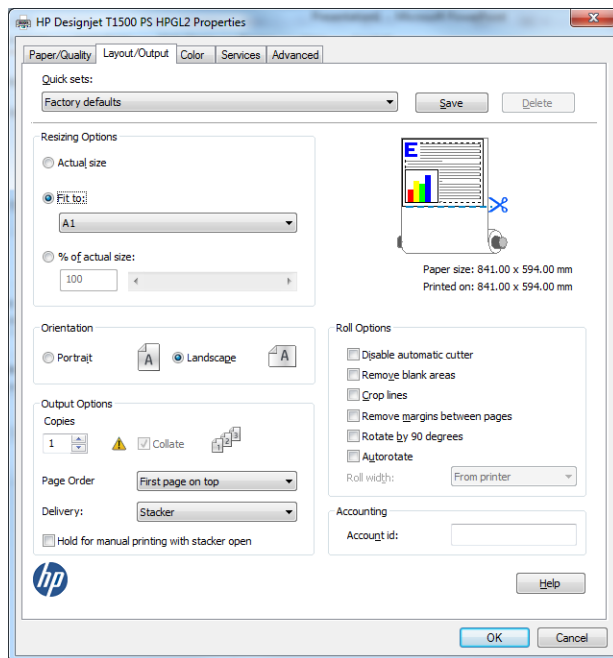 HP Designjet T1500 PS HPGL2 Properties
Paper/Quality Layout/Output Color Services Advanced
Quick sets:
Factory defaults Save Delete
Resizing Options
Actual size
Fit to:
A1
% of actual size:
100
E
Paper size: 841.00 x 594.00 mm
Printed on: 841.00 x 594.00 mm
Orientation
Portrait A Landscape A
Output Options
Copies
1 Collate 1 2 3
Page Order First page on top
Delivery: Stacker
Hold for manual printing with stacker open
Roll Options
Disable automatic cutter
Remove blank areas
Crop lines
Remove margins between pages
Rotate by 90 degrees
Autorotate
Roll width: From printer
Accounting
Account id:
hp
Help
OK Cancel